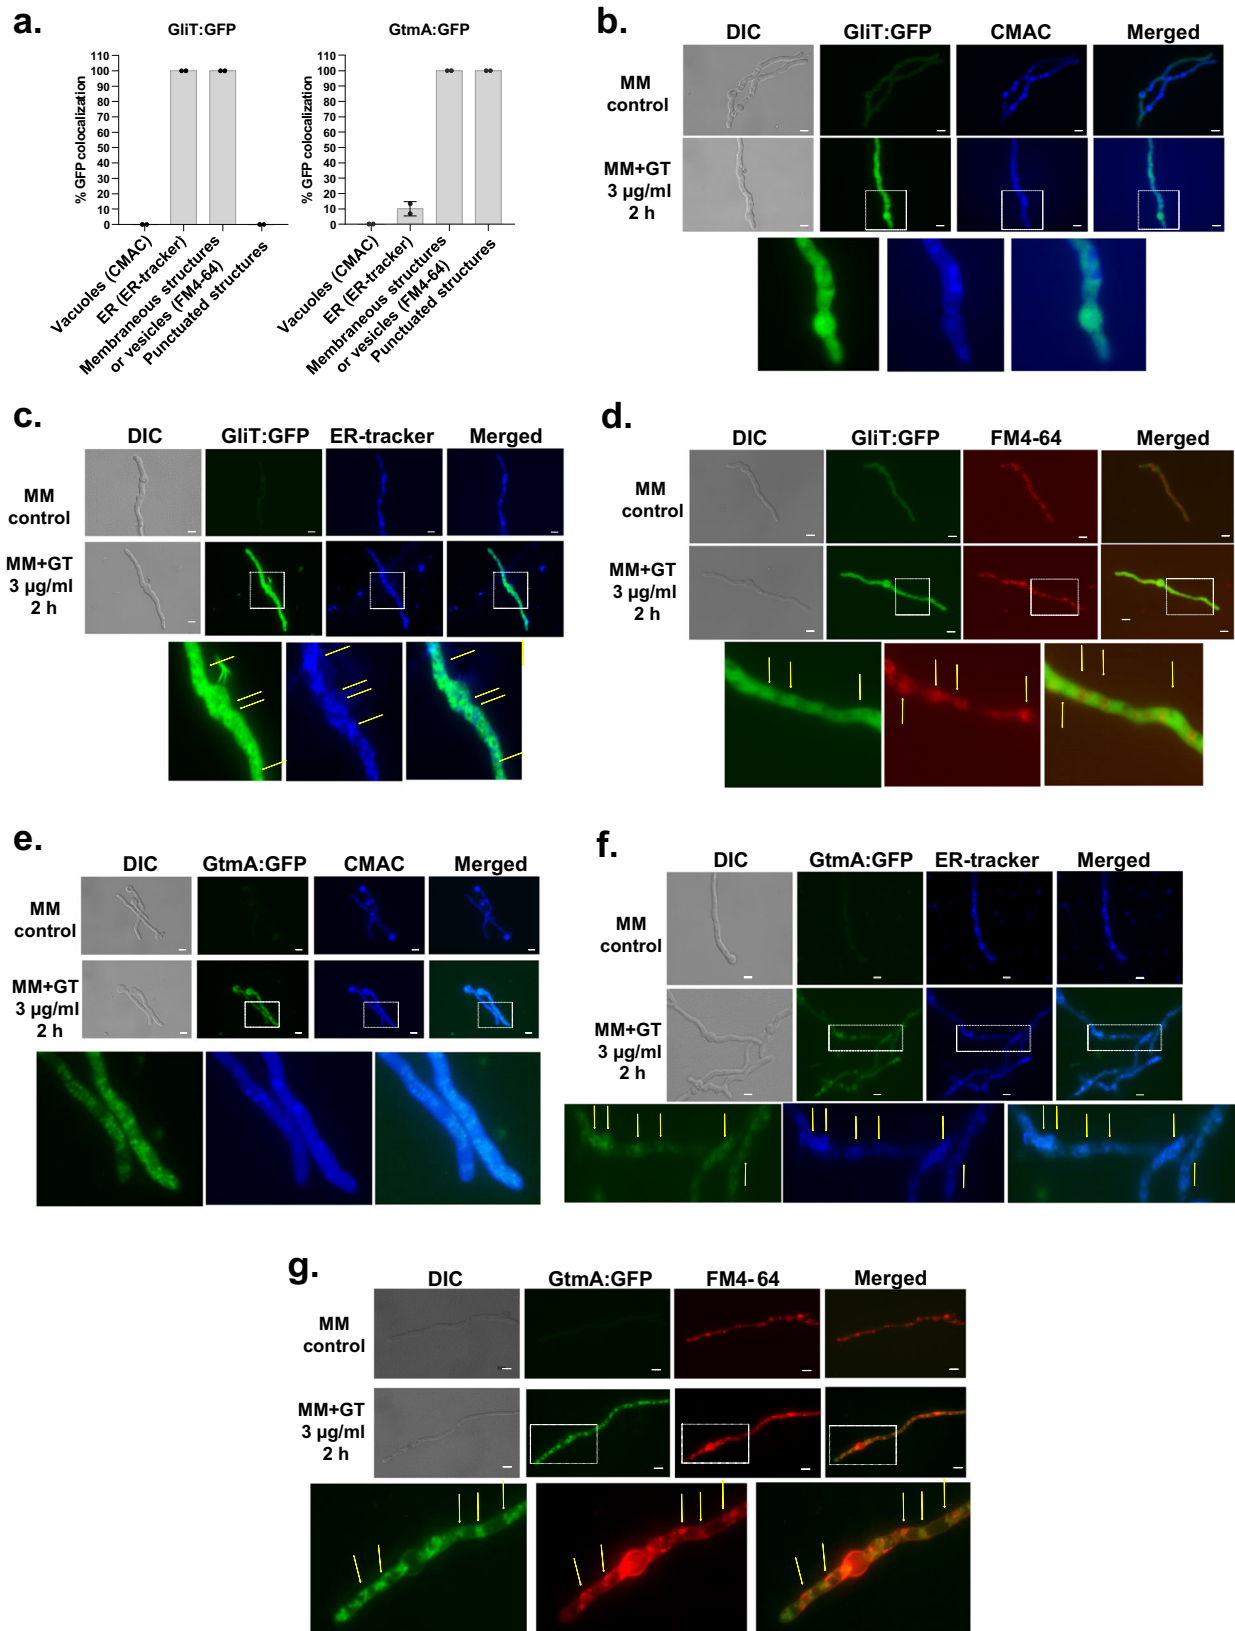 a.
GliT:GFP
GtmA:GFP
% GFP colocalization
110
100
90
80
70
60
50
40
30
20
10
0
Vacuoles (CMAC)
ER (ER-tracker)
Membraneous structures
or vesicles (FM4-64)
Punctuated structures
% GFP colocalization
110
100
90
80
70
60
50
40
30
20
10
0
Vacuoles (CMAC)
ER (ER-tracker)
Membraneous structures
or vesicles (FM4-64)
Punctuated structures
b.
DIC GliT:GFP CMAC Merged
MM
control
MM+GT
3 µg/ml
2 h
c.
DIC GliT:GFP ER-tracker Merged
MM
control
MM+GT
3 µg/ml
2 h
d.
DIC GliT:GFP FM4-64 Merged
MM
control
MM+GT
3 µg/ml
2 h
e.
DIC GtmA:GFP CMAC Merged
MM
control
MM+GT
3 µg/ml
2 h
f.
DIC GtmA:GFP ER-tracker Merged
MM
control
MM+GT
3 µg/ml
2 h
g.
DIC GtmA:GFP FM4-64 Merged
MM
control
MM+GT
3 µg/ml
2 h